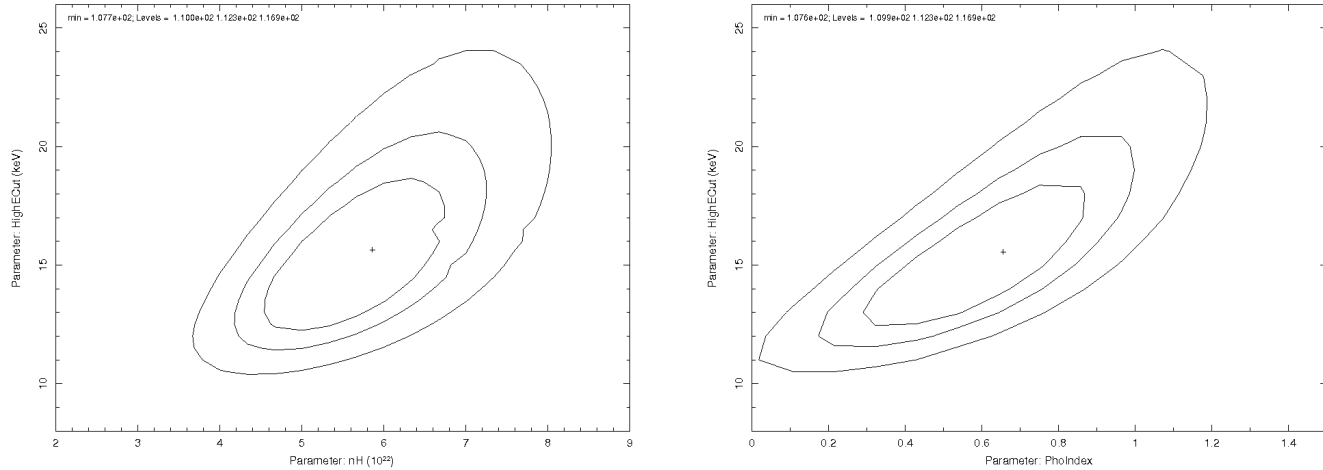 min = 1.077e+02; Levels = 1.100e+02 1.123e+02 1.169e+02
25
20
15
10
Parameter: HighECut (keV)
2 3 4 5 6 7 8 9
Parameter: nH (10²²)
min = 1.076e+02; Levels = 1.099e+02 1.123e+02 1.169e+02
25
20
15
10
Parameter: HighECut (keV)
0 0.2 0.4 0.6 0.8 1 1.2 1.4
Parameter: PhoIndex